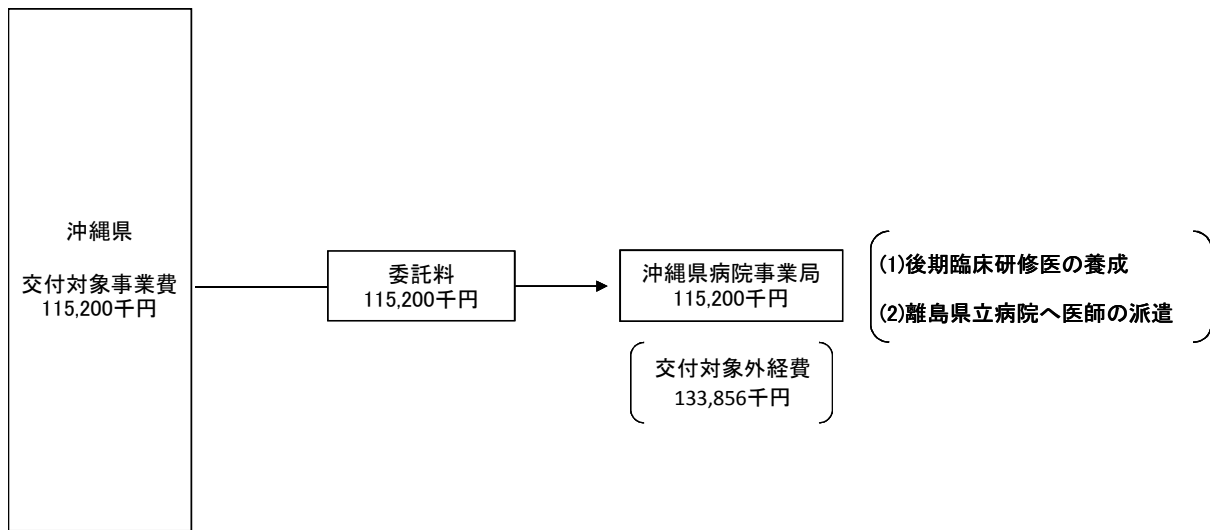 沖縄県
交付対象事業費
115,200千円
委託料
115,200千円
沖縄県病院事業局
115,200千円
(1)後期臨床研修医の養成
(2)離島県立病院へ医師の派遣
交付対象外経費
133,856千円